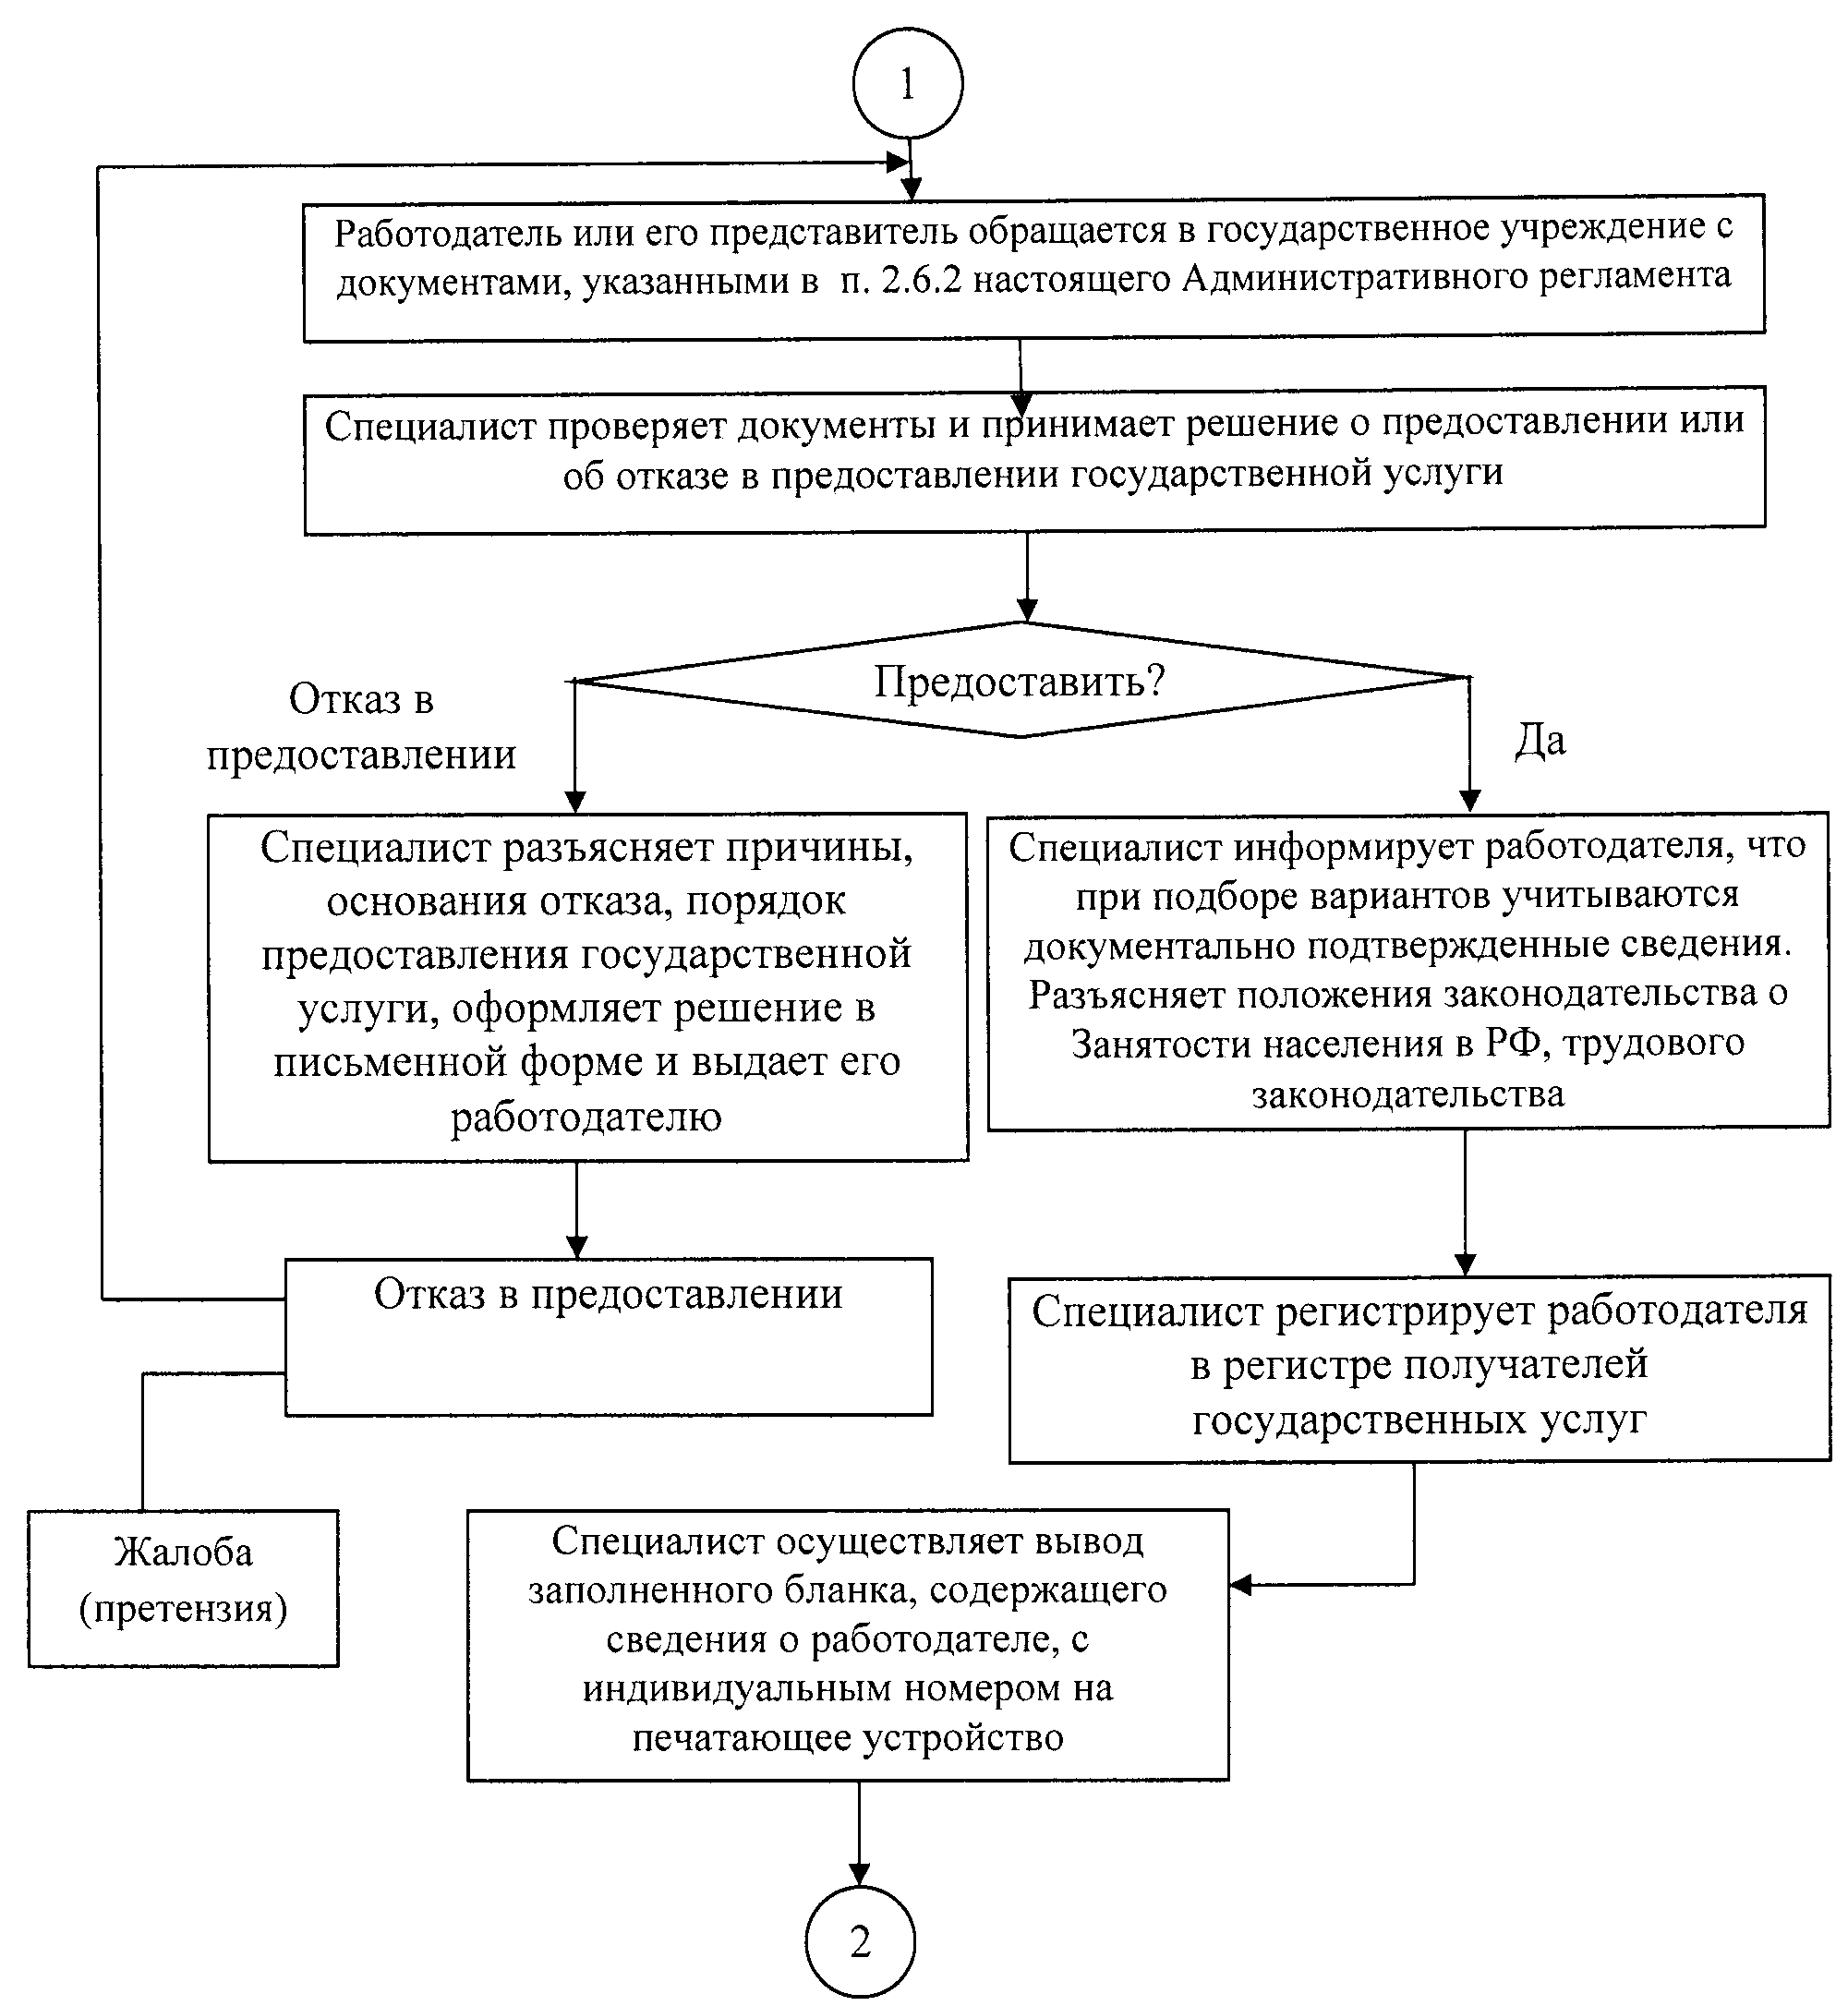 1
Работодатель или его представитель обращается в государственное учреждение с
документами, указанными в п. 2.6.2 настоящего Административного регламента
Специалист проверяет документы и принимает решение о предоставлении или
об отказе в предоставлении государственной услуги
Предоставить?
Отказ в
предоставлении
Да
Специалист разъясняет причины,
основания отказа, порядок
предоставления государственной
услуги, оформляет решение в
письменной форме и выдает его
работодателю
Специалист информирует работодателя, что
при подборе вариантов учитываются
документально подтвержденные сведения.
Разъясняет положения законодательства о
Занятости населения в РФ, трудового
законодательства
Отказ в предоставлении
Специалист регистрирует работодателя
в регистре получателей
государственных услуг
Жалоба
(претензия)
Специалист осуществляет вывод
заполненного бланка, содержащего
сведения о работодателе, с
индивидуальным номером на
печатающее устройство
2